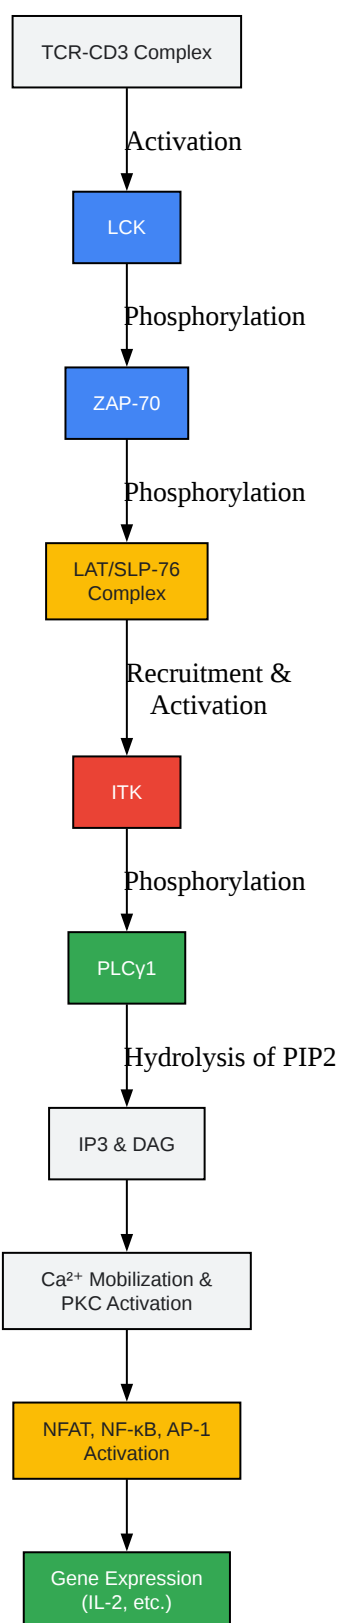 TCR-CD3 Complex
Activation
LCK
Phosphorylation
ZAP-70
Phosphorylation
LAT/SLP-76
Complex
Recruitment &
Activation
ITK
Phosphorylation
PLCγ1
Hydrolysis of PIP2
IP3 & DAG
Ca²⁺ Mobilization &
PKC Activation
NFAT, NF-κB, AP-1
Activation
Gene Expression
(IL-2, etc.)